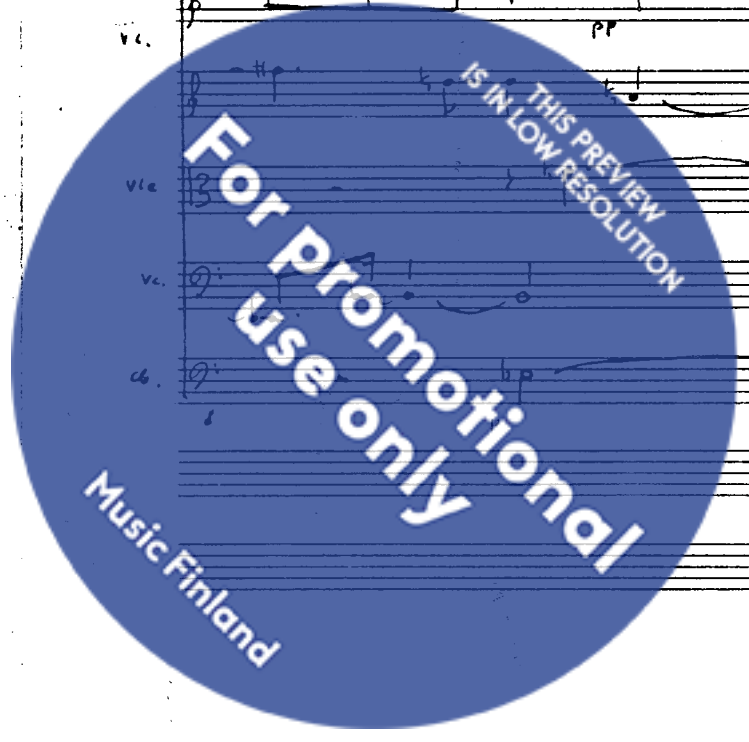 vc.
pp
THIS PREVIEW
IS IN LOW RESOLUTION
vle
For promotional
use only
vc.
cb.
Music Finland